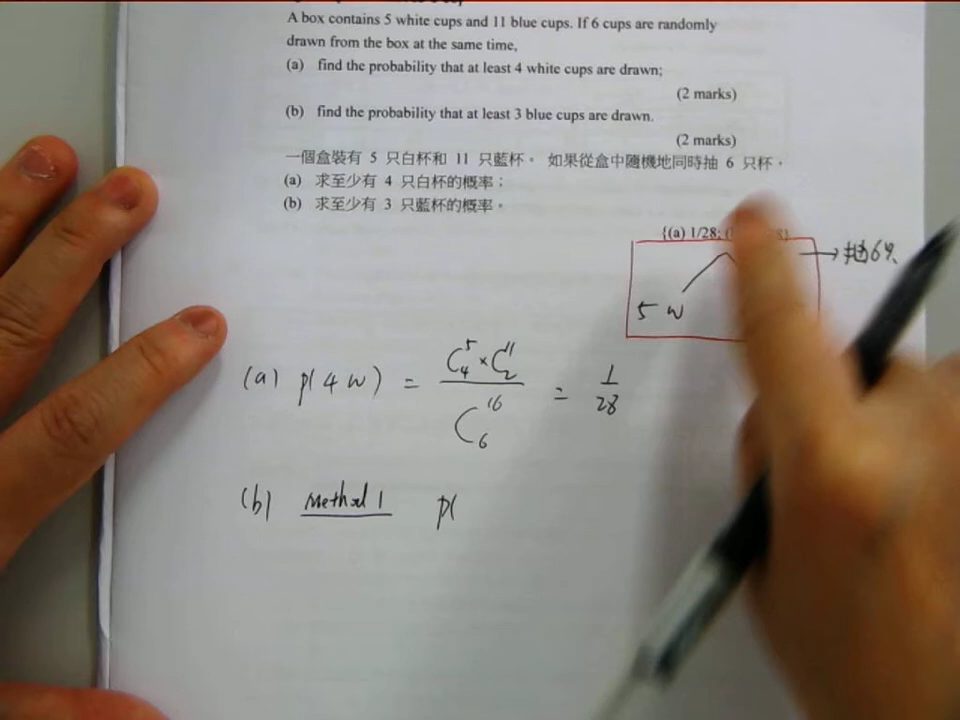 A box contains 5 white cups and 11 blue cups. If 6 cups are randomly
drawn from the box at the same time,
(a) find the probability that at least 4 white cups are drawn;
(2 marks)
(b) find the probability that at least 3 blue cups are drawn.
(2 marks)
一個盒裝有 5 只白杯和 11 只藍杯。 如果從盒中隨機地同時抽 6 只杯,
(a) 求至少有 4 只白杯的概率;
(b) 求至少有 3 只藍杯的概率。
{(a) 1/28;
5 W → 抽6
(a) P(4W) = (C^5_4 × C^11_2) / C^16_6 = 1/28
(b) Method 1 P(